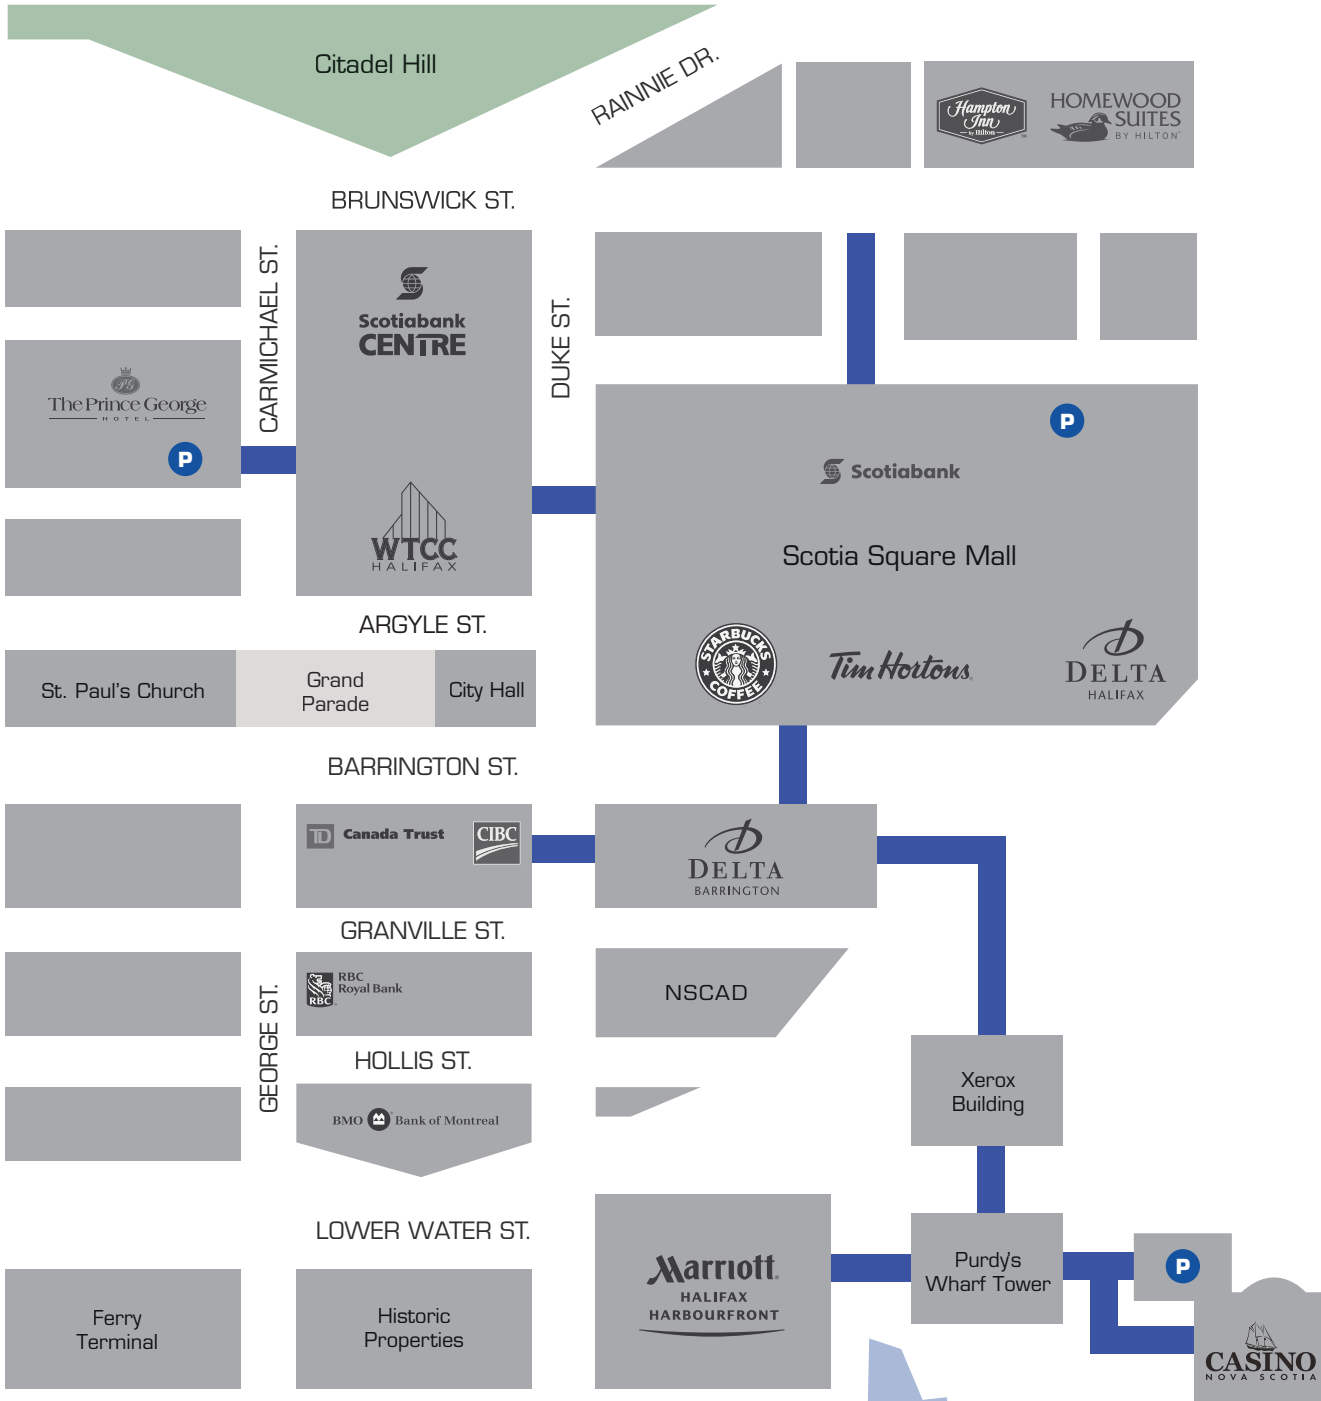 Citadel Hill
RAINNIE DR.
Hampton
Inn
by Hilton
HOMEWOOD
SUITES
BY HILTON
BRUNSWICK ST.
CARMICHAEL ST.
Scotiabank
CENTRE
DUKE ST.
PG
The Prince George
HOTEL
P
P
Scotiabank
WTCC
HALIFAX
Scotia Square Mall
ARGYLE ST.
STARBUCKS
COFFEE
Tim Hortons
DELTA
HALIFAX
St. Paul's Church
Grand
Parade
City Hall
BARRINGTON ST.
TD Canada Trust
CIBC
DELTA
BARRINGTON
GRANVILLE ST.
RBC
RBC
Royal Bank
NSCAD
GEORGE ST.
HOLLIS ST.
Xerox
Building
BMO Bank of Montreal
LOWER WATER ST.
Marriott
HALIFAX
HARBOURFRONT
Purdy's
Wharf Tower
P
Ferry
Terminal
Historic
Properties
CASINO
NOVA SCOTIA